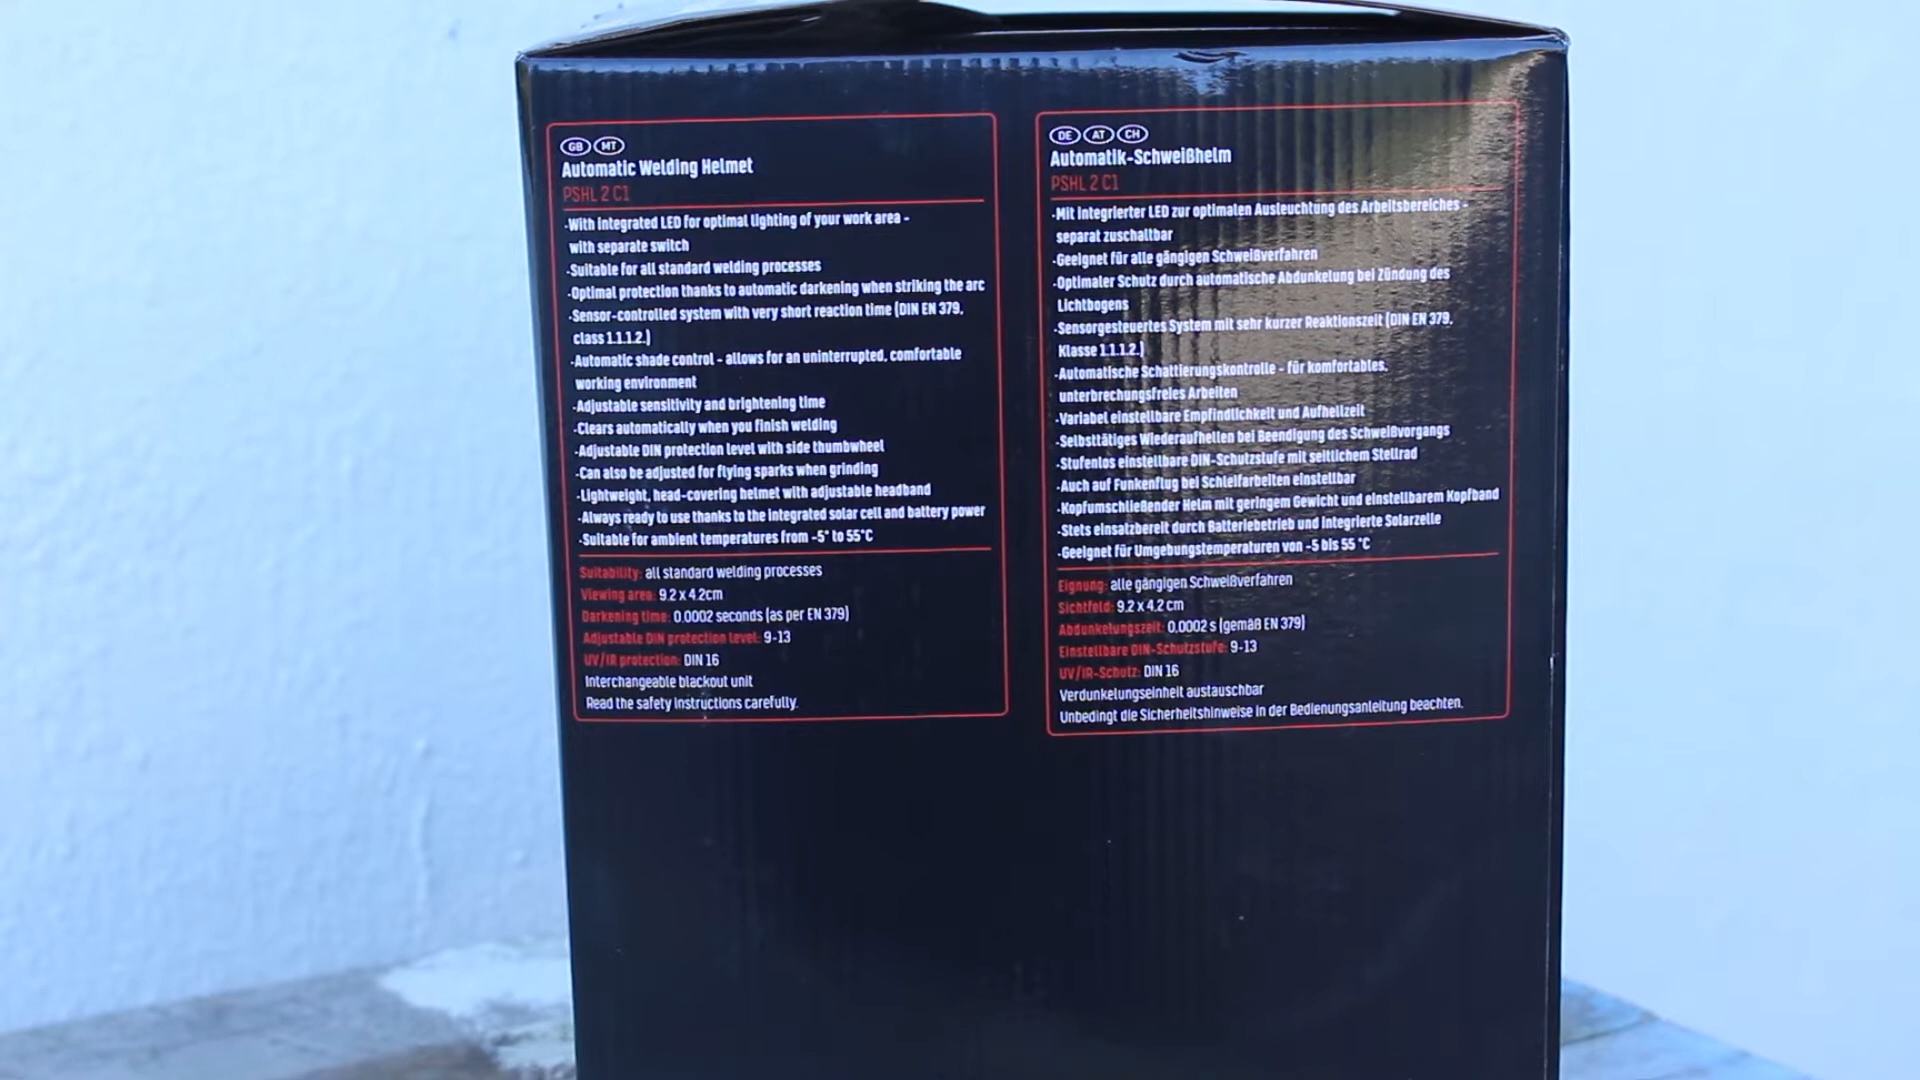 GB MT
Automatic Welding Helmet
PSHL 2 C1
·With integrated LED for optimal lighting of your work area –
with separate switch
·Suitable for all standard welding processes
·Optimal protection thanks to automatic darkening when striking the arc
·Sensor-controlled system with very short reaction time (DIN EN 379,
class 1.1.1.2.)
·Automatic shade control – allows for an uninterrupted, comfortable
working environment
·Adjustable sensitivity and brightening time
·Clears automatically when you finish welding
·Adjustable DIN protection level with side thumbwheel
·Can also be adjusted for flying sparks when grinding
·Lightweight, head-covering helmet with adjustable headband
·Always ready to use thanks to the integrated solar cell and battery power
·Suitable for ambient temperatures from -5° to 55°C
Suitability: all standard welding processes
Viewing area: 9.2 x 4.2cm
Darkening time: 0.0002 seconds (as per EN 379)
Adjustable DIN protection level: 9-13
UV/IR protection: DIN 16
Interchangeable blackout unit
Read the safety instructions carefully.
DE AT CH
Automatik-Schweißhelm
PSHL 2 C1
·Mit integrierter LED zur optimalen Ausleuchtung des Arbeitsbereiches –
separat zuschaltbar
·Geeignet für alle gängigen Schweißverfahren
·Optimaler Schutz durch automatische Abdunkelung bei Zündung des
Lichtbogens
·Sensorgesteuertes System mit sehr kurzer Reaktionszeit (DIN EN 379,
Klasse 1.1.1.2.)
·Automatische Schattierungskontrolle – für komfortables,
unterbrechungsfreies Arbeiten
·Variabel einstellbare Empfindlichkeit und Aufhellzeit
·Selbsttätiges Wiederaufhellen bei Beendigung des Schweißvorgangs
·Stufenlos einstellbare DIN-Schutzstufe mit seitlichem Stellrad
·Auch auf Funkenflug bei Schleifarbeiten einstellbar
·Kopfumschließender Helm mit geringem Gewicht und einstellbarem Kopfband
·Stets einsatzbereit durch Batteriebetrieb und integrierte Solarzelle
·Geeignet für Umgebungstemperaturen von -5 bis 55 °C
Eignung: alle gängigen Schweißverfahren
Sichtfeld: 9.2 x 4.2 cm
Abdunkelungszeit: 0,0002 s (gemäß EN 379)
Einstellbare DIN-Schutzstufe: 9-13
UV/IR-Schutz: DIN 16
Verdunkelungseinheit austauschbar
Unbedingt die Sicherheitshinweise in der Bedienungsanleitung beachten.